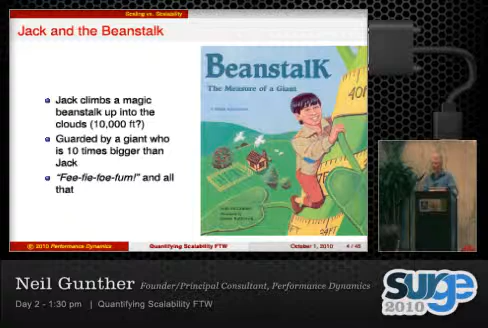 Scaling vs. Scalability
Jack and the Beanstalk
Jack climbs a magic
beanstalk up into the
clouds (10,000 ft?)
Guarded by a giant who
is 10 times bigger than
Jack
"Fee-fie-foe-fum!" and all
that
BeanstalK
The Measure of a Giant
40F
24FT
© 2010 Performance Dynamics
Quantifying Scalability FTW
October 1, 2010
4 / 45
Neil Gunther Founder/Principal Consultant, Performance Dynamics
Day 2 - 1:30 pm | Quantifying Scalability FTW
surge
2010